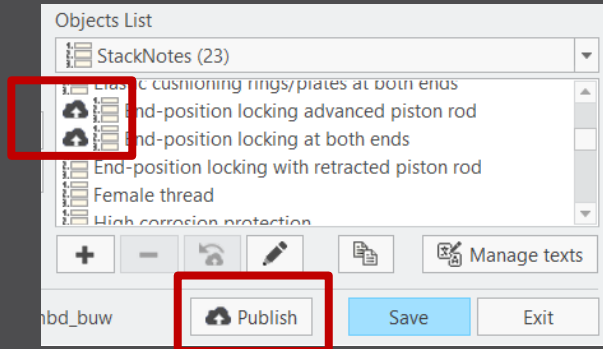 Objects List
StackNotes (23)
Elastic cushioning rings/plates at both ends
End-position locking advanced piston rod
End-position locking at both ends
End-position locking with retracted piston rod
Female thread
High corrosion protection
Manage texts
nbd_buw
Publish
Save
Exit